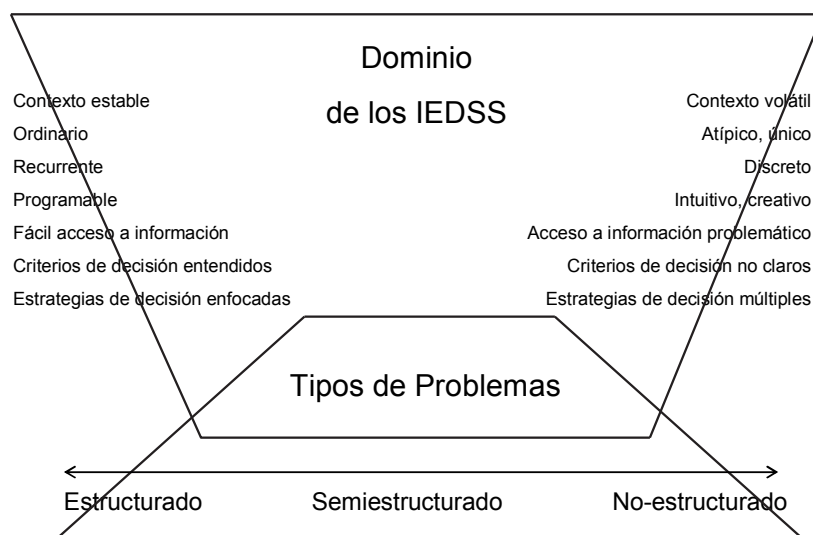 Dominio
de los IEDSS
Contexto estable
Ordinario
Recurrente
Programable
Fácil acceso a información
Criterios de decisión entendidos
Estrategias de decisión enfocadas
Contexto volátil
Atípico, único
Discreto
Intuitivo, creativo
Acceso a información problemático
Criterios de decisión no claros
Estrategias de decisión múltiples
Tipos de Problemas
Estructurado
Semiestructurado
No-estructurado